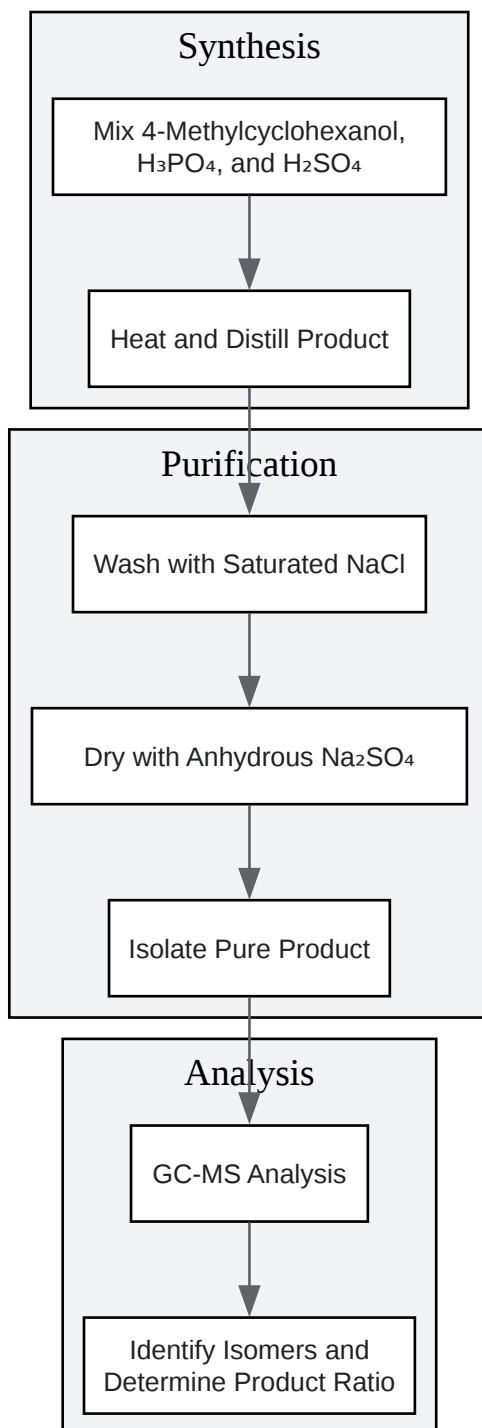 Synthesis
Mix 4-Methylcyclohexanol,
H₃PO₄, and H₂SO₄
Heat and Distill Product
Purification
Wash with Saturated NaCl
Dry with Anhydrous Na₂SO₄
Isolate Pure Product
Analysis
GC-MS Analysis
Identify Isomers and
Determine Product Ratio